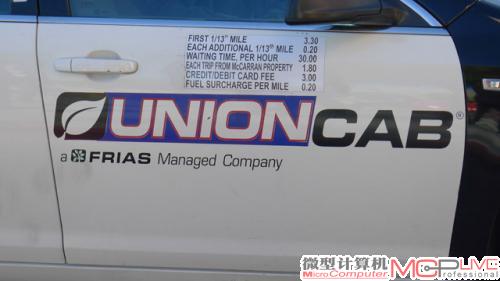 FIRST 1/13th MILE 3.30
EACH ADDITIONAL 1/13th MILE 0.20
WAITING TIME, PER HOUR 30.00
EACH TRIP FROM McCARRAN PROPERTY 1.80
CREDIT/DEBIT CARD FEE 3.00
FUEL SURCHARGE PER MILE 0.20
UNIONCAB®
a FRIAS Managed Company
微型计算机
MicroComputer MCPLIVE
Professional